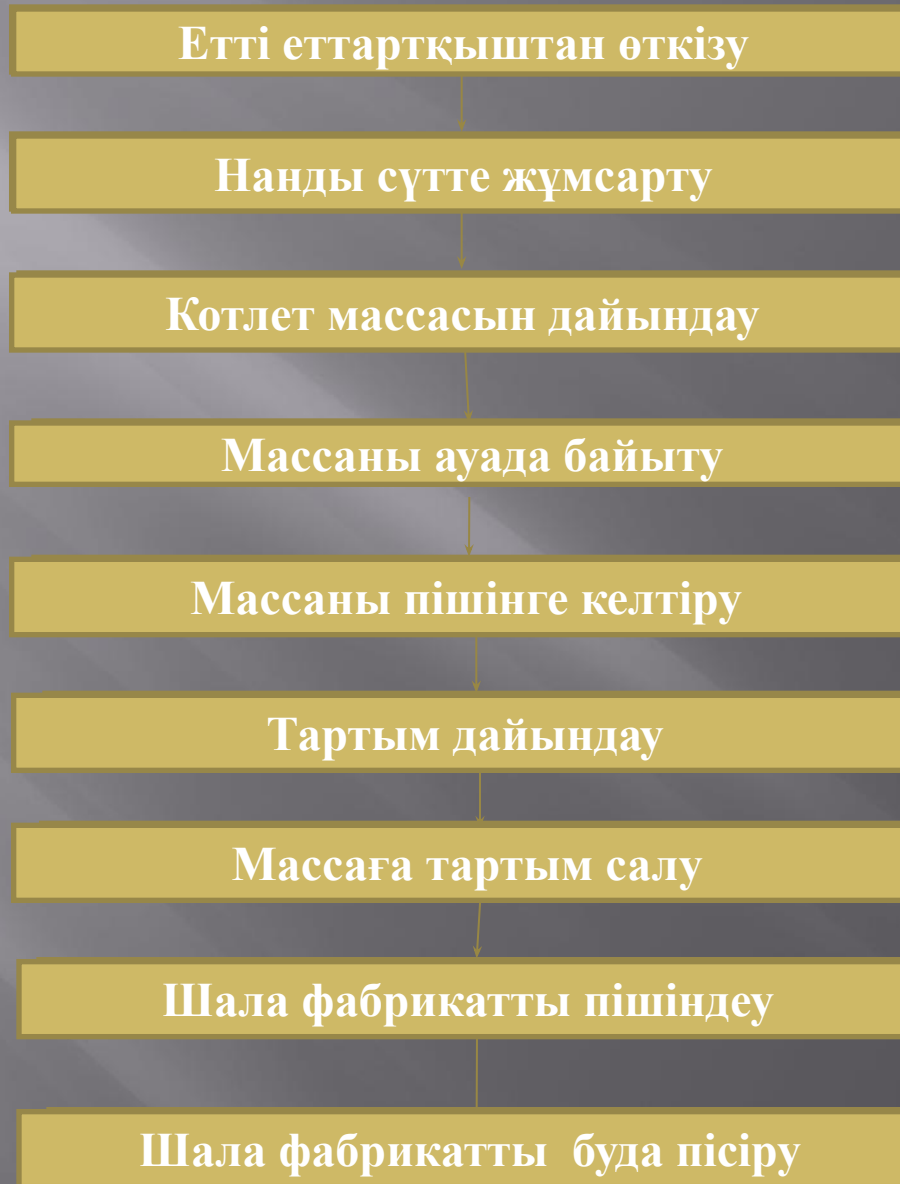 Етті еттартқыштан өткізу
Нанды сүтте жұмсарту
Котлет массасын дайындау
Массаны ауада байыту
Массаны пішінге келтіру
Тартым дайындау
Массаға тартым салу
Шала фабрикатты пішіндеу
Шала фабрикатты буда пісіру